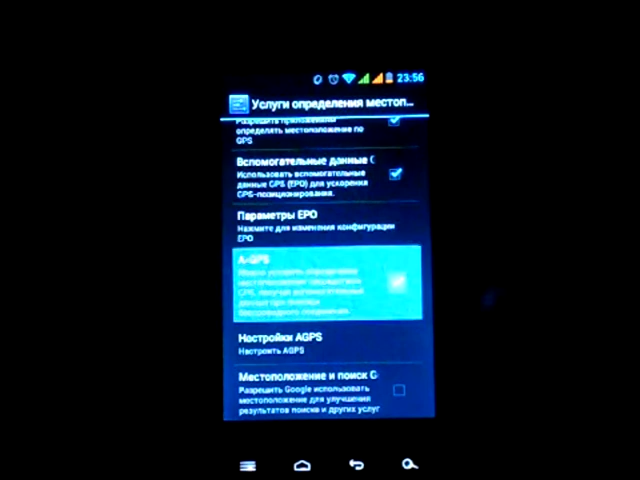 23:56
Услуги определения местоп...
Разрешить приложениям
определять местоположение по
GPS
Вспомогательные данные G
Использовать вспомогательные
данные GPS (EPO) для ускорения
GPS-позиционирования.
Параметры EPO
Нажмите для изменения конфигурации
EPO
A-GPS
Настройки AGPS
Настроить AGPS
Местоположение и поиск G
Разрешить Google использовать
местоположение для улучшения
результатов поиска и других услуг